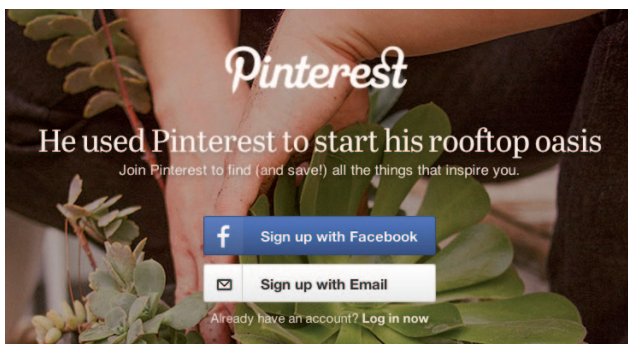 Pinterest
He used Pinterest to start his rooftop oasis
Join Pinterest to find (and save!) all the things that inspire you.
f Sign up with Facebook
Sign up with Email
Already have an account? Log in now